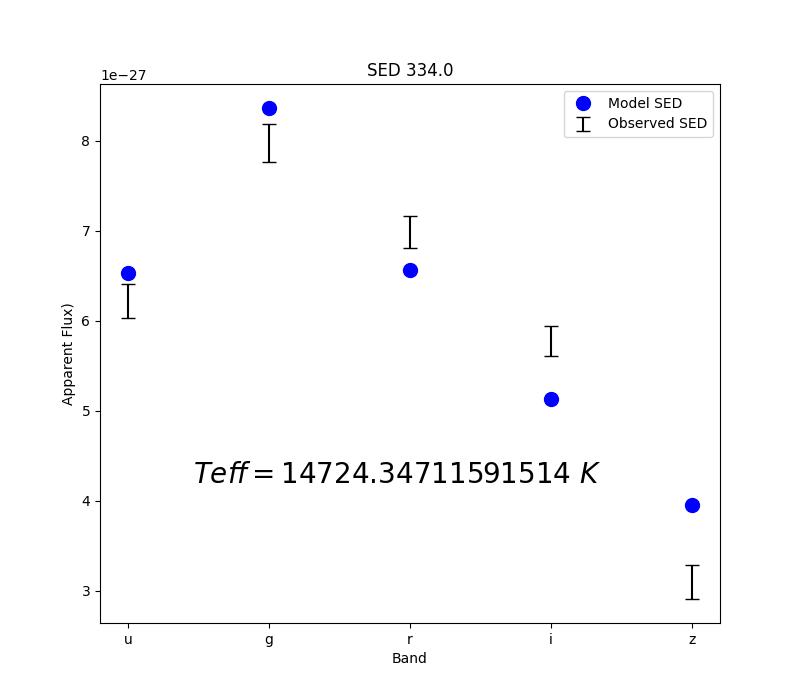 SED 334.0
1e−27
Model SED
Observed SED
8
7
6
5
4
3
Apparent Flux)
Teff = 14724.34711591514 K
u g r i z
Band